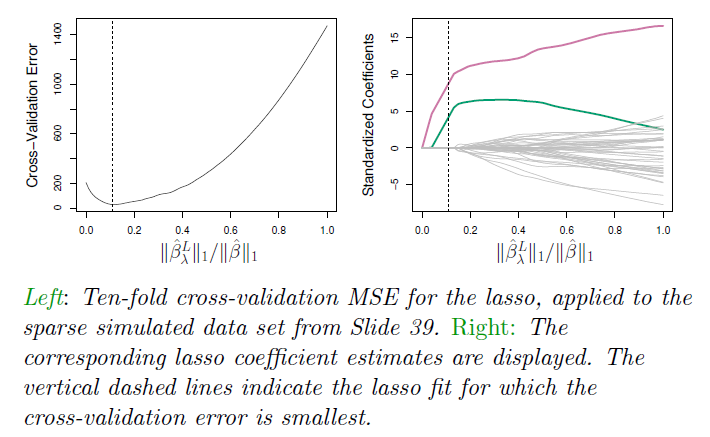 Cross−Validation Error
0 200 600 1000 1400
0.0 0.2 0.4 0.6 0.8 1.0
‖β̂ᴸλ‖₁/‖β̂‖₁
Standardized Coefficients
−5 0 5 10 15
0.0 0.2 0.4 0.6 0.8 1.0
‖β̂ᴸλ‖₁/‖β̂‖₁
Left: Ten-fold cross-validation MSE for the lasso, applied to the
sparse simulated data set from Slide 39. Right: The
corresponding lasso coefficient estimates are displayed. The
vertical dashed lines indicate the lasso fit for which the
cross-validation error is smallest.